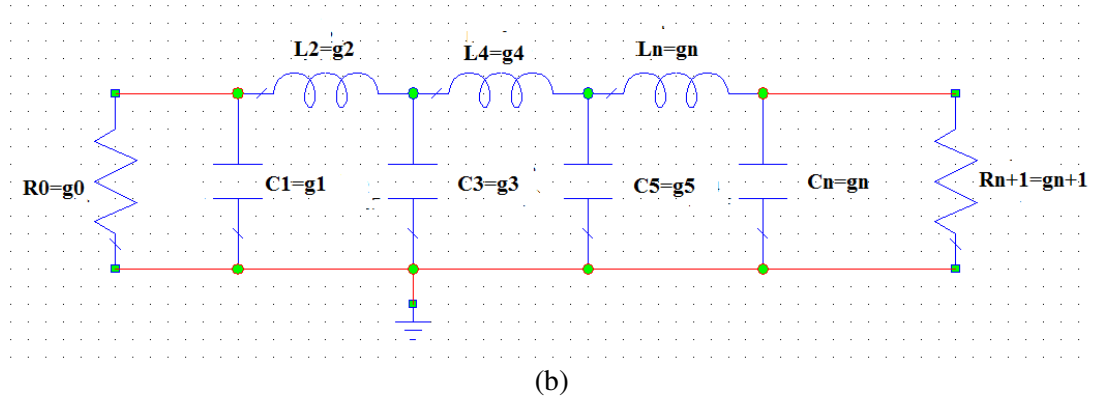 L2=g2
L4=g4
Ln=gn
R0=g0
C1=g1
C3=g3
C5=g5
Cn=gn
Rn+1=gn+1
(b)